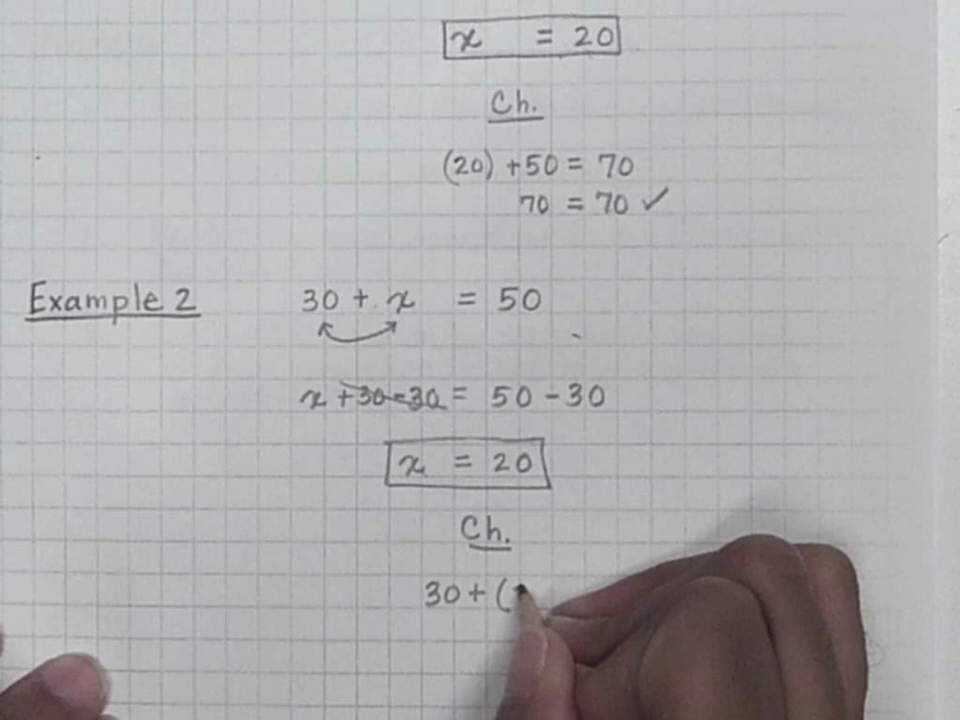 x = 20
Ch.
(20) + 50 = 70
70 = 70 ✓
Example 2 30 + x = 50
x +30-30 = 50 - 30
x = 20
Ch.
30 + (